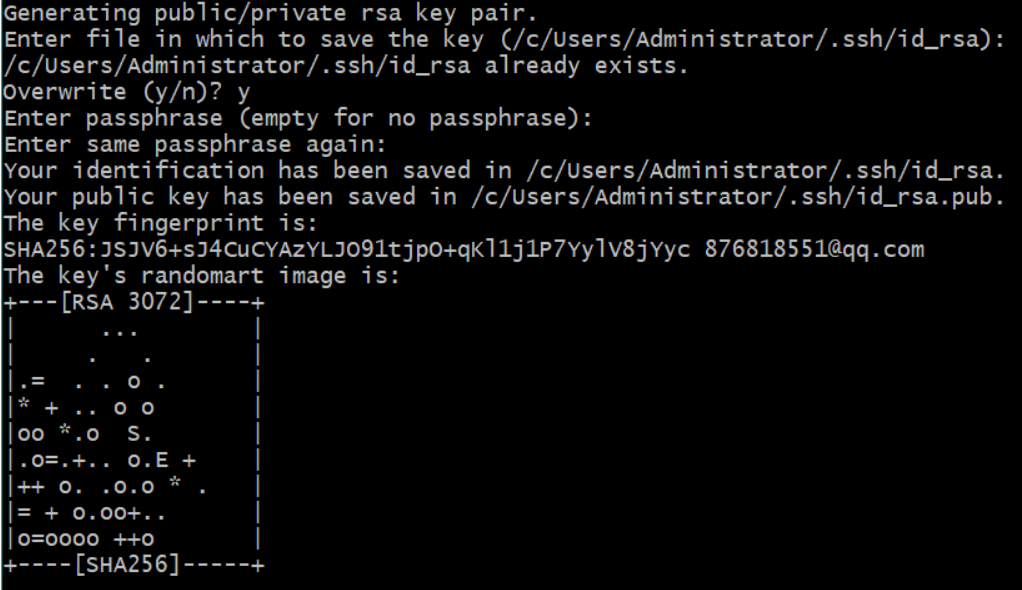 Generating public/private rsa key pair.
Enter file in which to save the key (/c/Users/Administrator/.ssh/id_rsa):
/c/Users/Administrator/.ssh/id_rsa already exists.
Overwrite (y/n)? y
Enter passphrase (empty for no passphrase):
Enter same passphrase again:
Your identification has been saved in /c/Users/Administrator/.ssh/id_rsa.
Your public key has been saved in /c/Users/Administrator/.ssh/id_rsa.pub.
The key fingerprint is:
SHA256:JSJV6+sJ4CuCYAzYLJO91tjpO+qKl1j1P7YylV8jYyc 876818551@qq.com
The key's randomart image is:
+---[RSA 3072]----+
|      ...        |
|     .   .       |
|.=  . . o .      |
|* + .. o o       |
|oo *.o  S.       |
|.o=.+.. o.E +    |
|++ o. .o.o * .   |
|= + o.oo+..      |
|o=oooo ++o       |
+----[SHA256]-----+